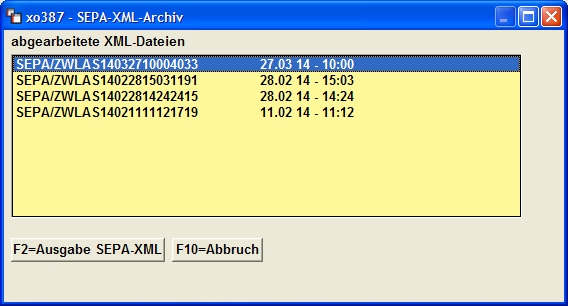 xo387 - SEPA-XML-Archiv
abgearbeitete XML-Dateien
SEPA/ZWLAS14032710004033 27.03 14 - 10:00
SEPA/ZWLAS14022815031191 28.02 14 - 15:03
SEPA/ZWLAS14022814242415 28.02 14 - 14:24
SEPA/ZWLAS14021111121719 11.02 14 - 11:12
F2=Ausgabe SEPA-XML F10=Abbruch